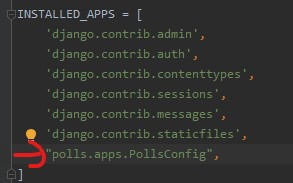 INSTALLED_APPS = [
    'django.contrib.admin',
    'django.contrib.auth',
    'django.contrib.contenttypes',
    'django.contrib.sessions',
    'django.contrib.messages',
    'django.contrib.staticfiles',
    "polls.apps.PollsConfig",
]